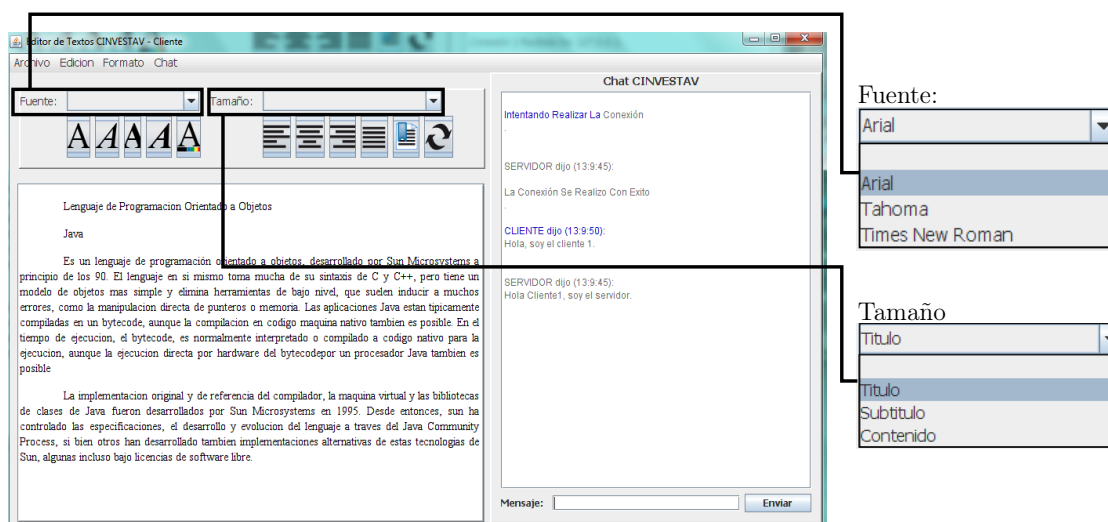 Editor de Textos CINVESTAV - Cliente
Archivo Edicion Formato Chat
Fuente: Tamaño:
A A A A A
Lenguaje de Programacion Orientado a Objetos
Java
Es un lenguaje de programación orientado a objetos, desarrollado por Sun Microsystems a
principio de los 90. El lenguaje en si mismo toma mucha de su sintaxis de C y C++, pero tiene un
modelo de objetos mas simple y elimina herramientas de bajo nivel, que suelen inducir a muchos
errores, como la manipulacion directa de punteros o memoria. Las aplicaciones Java estan tipicamente
compiladas en un bytecode, aunque la compilacion en codigo maquina nativo tambien es posible. En el
tiempo de ejecucion, el bytecode, es normalmente interpretado o compilado a codigo nativo para la
ejecucion, aunque la ejecucion directa por hardware del bytecodepor un procesador Java tambien es
posible
La implementacion original y de referencia del compilador, la maquina virtual y las bibliotecas
de clases de Java fueron desarrollados por Sun Microsystems en 1995. Desde entonces, sun ha
controlado las especificaciones, el desarrollo y evolucion del lenguaje a traves del Java Community
Process, si bien otros han desarrollado tambien implementaciones alternativas de estas tecnologias de
Sun, algunas incluso bajo licencias de software libre.
Chat CINVESTAV
Intentando Realizar La Conexión
.
SERVIDOR dijo (13:9:45):
La Conexión Se Realizo Con Exito
.
CLIENTE dijo (13:9:50):
Hola, soy el cliente 1.
SERVIDOR dijo (13:9:45):
Hola Cliente1, soy el servidor.
Mensaje: Enviar
Fuente:
Arial
Arial
Tahoma
Times New Roman
Tamaño
Titulo
Titulo
Subtitulo
Contenido